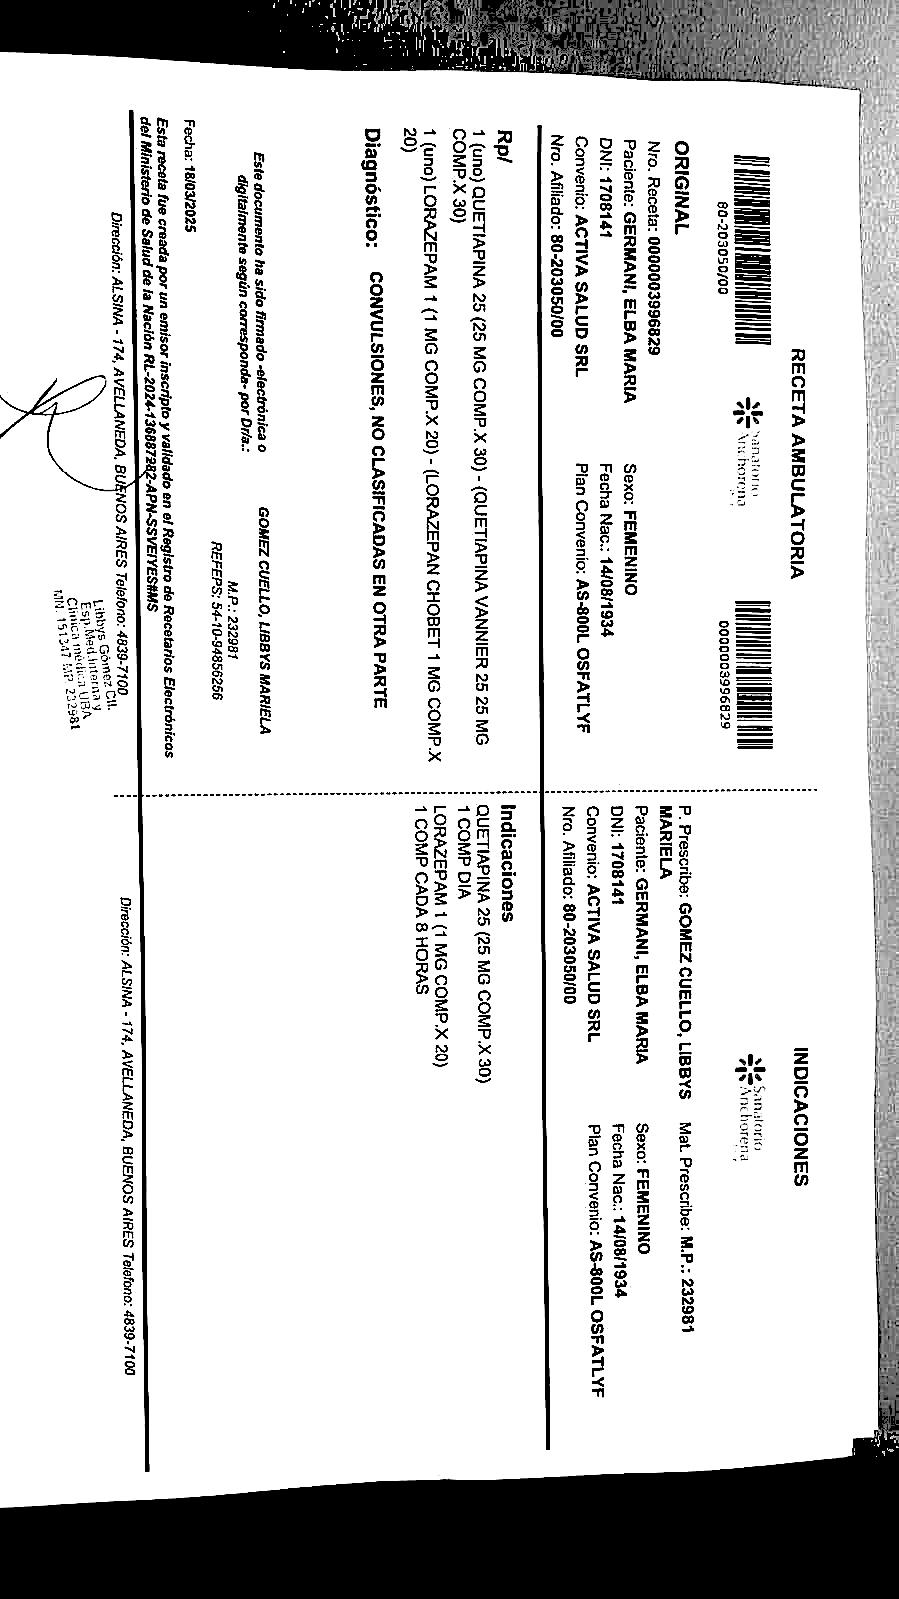 RECETA AMBULATORIA
80-203050/00
Sanatorio
Anchorena
0000003996829
ORIGINAL
Nro. Receta: 0000003996829
Paciente: GERMANI, ELBA MARIA
Sexo: FEMENINO
DNI: 1708141
Fecha Nac.: 14/08/1934
Convenio: ACTIVA SALUD SRL
Plan Convenio: AS-800L OSFATLYF
Nro. Afiliado: 80-203050/00
Rp/
1 (uno) QUETIAPINA 25 (25 MG COMP.X 30) - (QUETIAPINA VANNIER 25 25 MG
COMP.X 30)
1 (uno) LORAZEPAM 1 (1 MG COMP.X 20) - (LORAZEPAN CHOBET 1 MG COMP.X
20)
Diagnóstico: CONVULSIONES, NO CLASIFICADAS EN OTRA PARTE
Este documento ha sido firmado -electrónica o
digitalmente según corresponda- por Dr/a.:
GOMEZ CUELLO, LIBBYS MARIELA
M.P.: 232981
REFEPS: 54-10-94856256
Fecha: 18/03/2025
Esta receta fue creada por un emisor inscripto y validado en el Registro de Recetarios Electrónicos
del Ministerio de Salud de la Nación RL-2024-136887282-APN-SSVEIYES#MS
Dirección: ALSINA - 174, AVELLANEDA, BUENOS AIRES Telefono: 4839-7100
Libbys Gómez
Esp.Med.Interna y
Clínica médica UBA
MN. 151347 MP 232981
INDICACIONES
Sanatorio
Anchorena
P. Prescribe: GOMEZ CUELLO, LIBBYS
MARIELA
Mat. Prescribe: M.P.: 232981
Paciente: GERMANI, ELBA MARIA
Sexo: FEMENINO
DNI: 1708141
Fecha Nac.: 14/08/1934
Convenio: ACTIVA SALUD SRL
Plan Convenio: AS-800L OSFATLYF
Nro. Afiliado: 80-203050/00
Indicaciones
QUETIAPINA 25 (25 MG COMP.X 30)
1 COMP DIA
LORAZEPAM 1 (1 MG COMP.X 20)
1 COMP CADA 8 HORAS
Dirección: ALSINA - 174, AVELLANEDA, BUENOS AIRES Telefono: 4839-7100